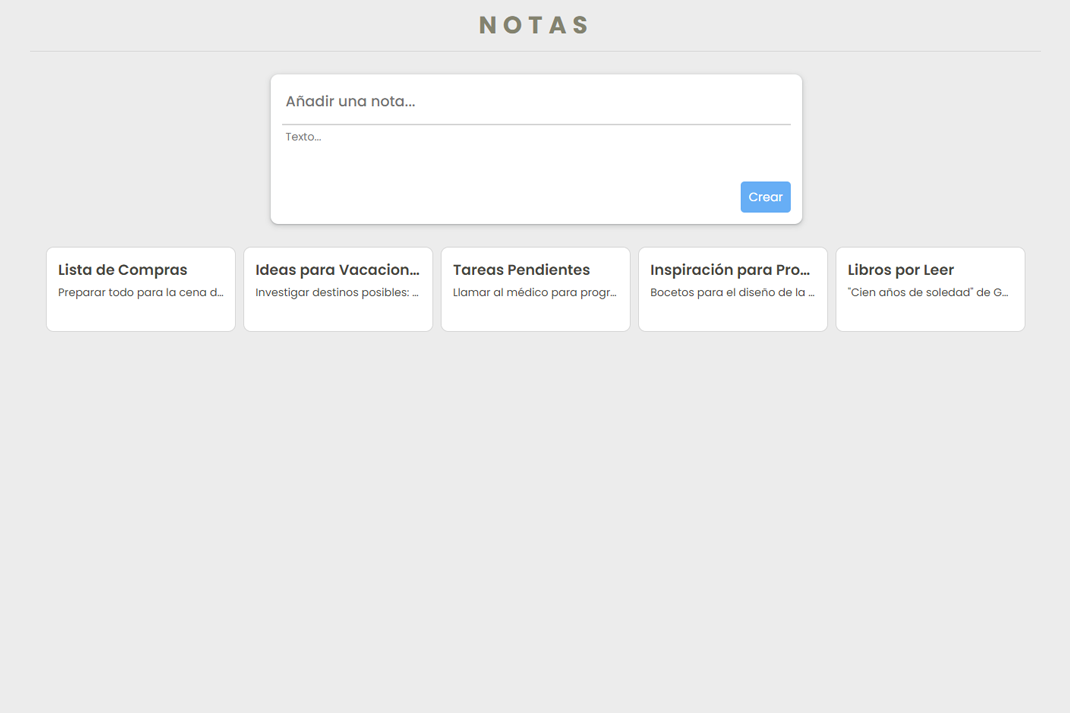 NOTAS
Añadir una nota...
Texto...
Crear
Lista de Compras
Preparar todo para la cena d...
Ideas para Vacacion...
Investigar destinos posibles: ...
Tareas Pendientes
Llamar al médico para progr...
Inspiración para Pro...
Bocetos para el diseño de la ...
Libros por Leer
"Cien años de soledad" de G...